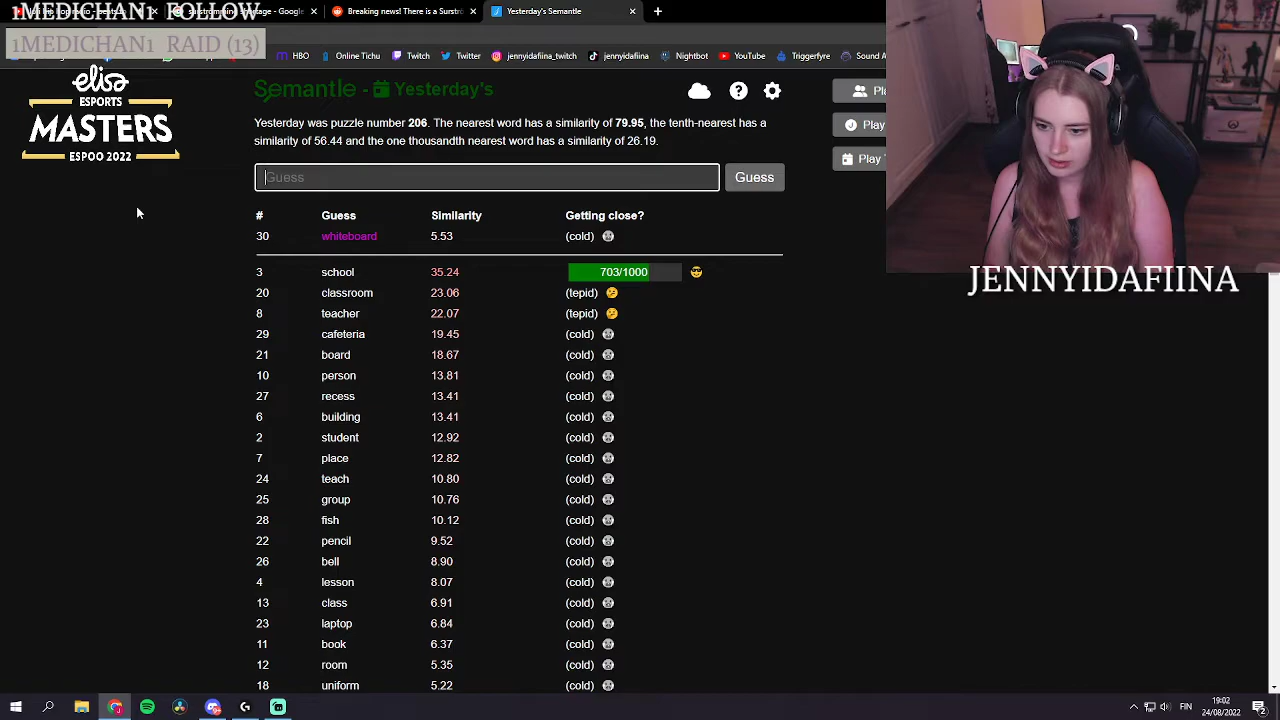 1MEDICHAN1 FOLLOW
1MEDICHAN1 RAID (13)
Breaking news! There is a Surstr
Yesterday's Semantle
HBO
Online Tichu
Twitch
Twitter
jennyidafiina_twitch
jennyidafiina
Nightbot
YouTube
Triggerfyre
Sound A
elisa
ESPORTS
MASTERS
ESPOO 2022
Semantle - Yesterday's
Yesterday was puzzle number 206. The nearest word has a similarity of 79.95, the tenth-nearest has a
similarity of 56.44 and the one thousandth nearest word has a similarity of 26.19.
Guess Guess
Play
Play T
# Guess Similarity Getting close?
30 whiteboard 5.53 (cold)
3 school 35.24 703/1000
20 classroom 23.06 (tepid)
8 teacher 22.07 (tepid)
29 cafeteria 19.45 (cold)
21 board 18.67 (cold)
10 person 13.81 (cold)
27 recess 13.41 (cold)
6 building 13.41 (cold)
2 student 12.92 (cold)
7 place 12.82 (cold)
24 teach 10.80 (cold)
25 group 10.76 (cold)
28 fish 10.12 (cold)
22 pencil 9.52 (cold)
26 bell 8.90 (cold)
4 lesson 8.07 (cold)
13 class 6.91 (cold)
23 laptop 6.84 (cold)
11 book 6.37 (cold)
12 room 5.35 (cold)
18 uniform 5.22 (cold)
JENNYIDAFIINA
FIN
19:02
24/08/2022